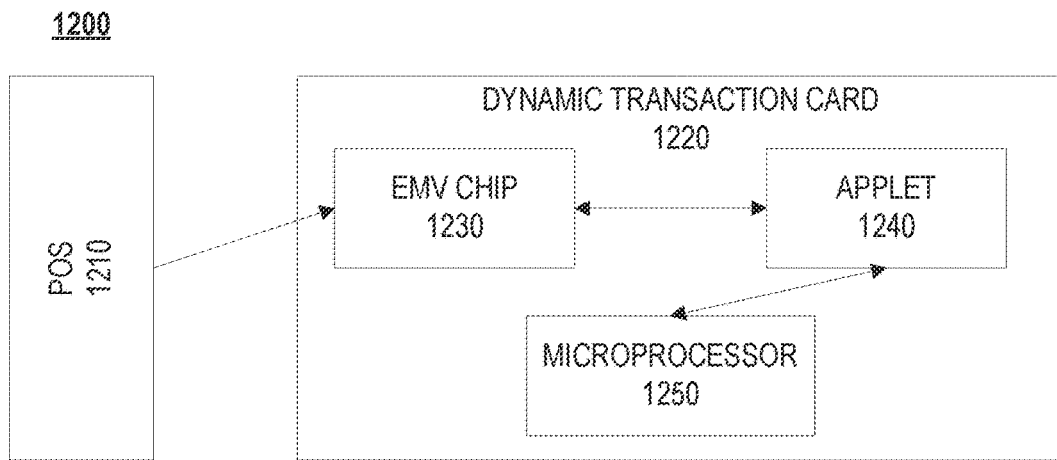 1200
DYNAMIC TRANSACTION CARD
1220
POS
1210
EMV CHIP
1230
APPLET
1240
MICROPROCESSOR
1250